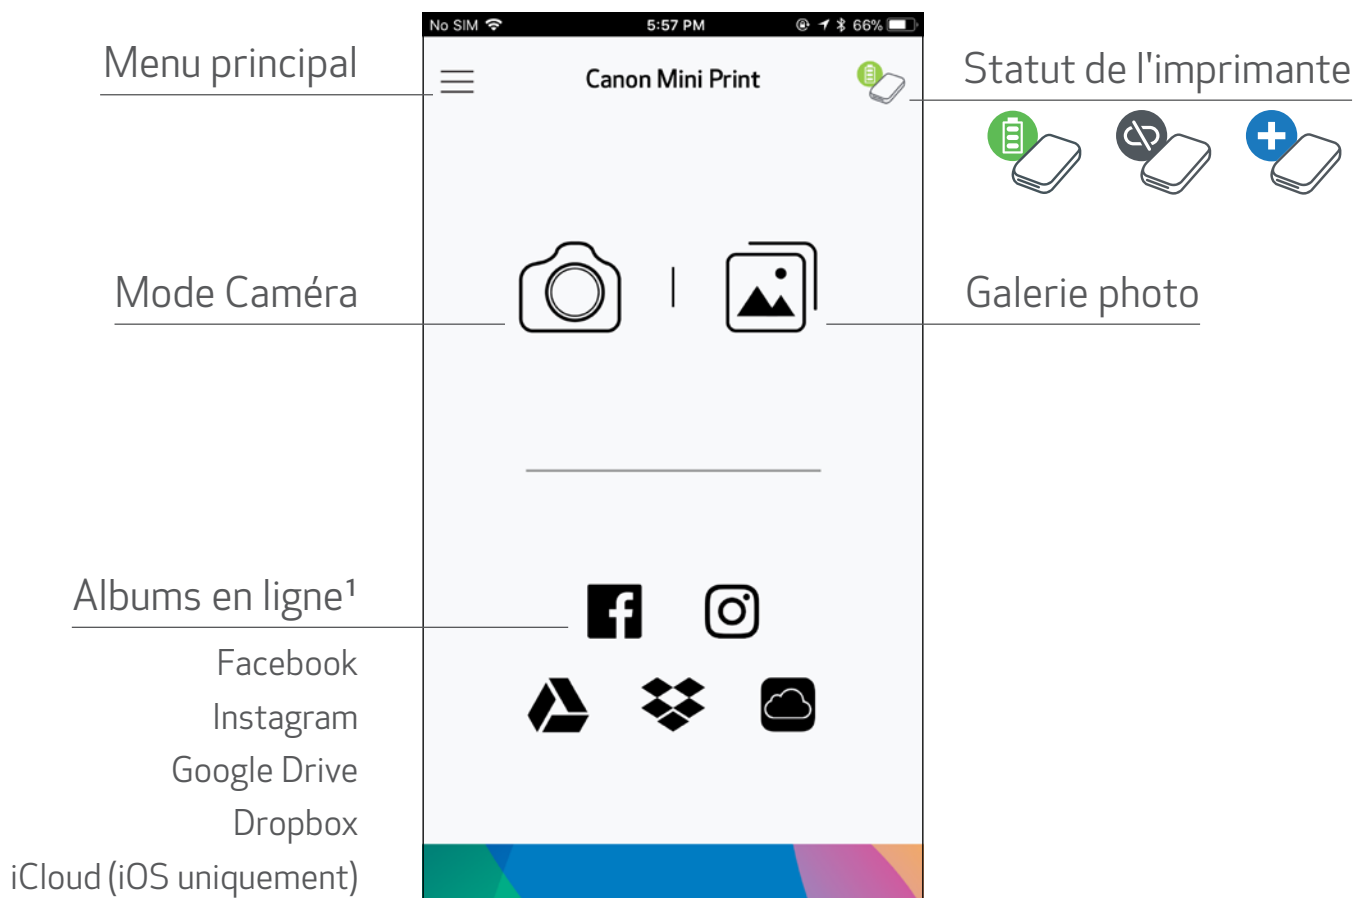 No SIM 5:57 PM 66%
Menu principal
Canon Mini Print
Statut de l'imprimante
Mode Caméra
Galerie photo
Albums en ligne¹
Facebook
Instagram
Google Drive
Dropbox
iCloud (iOS uniquement)